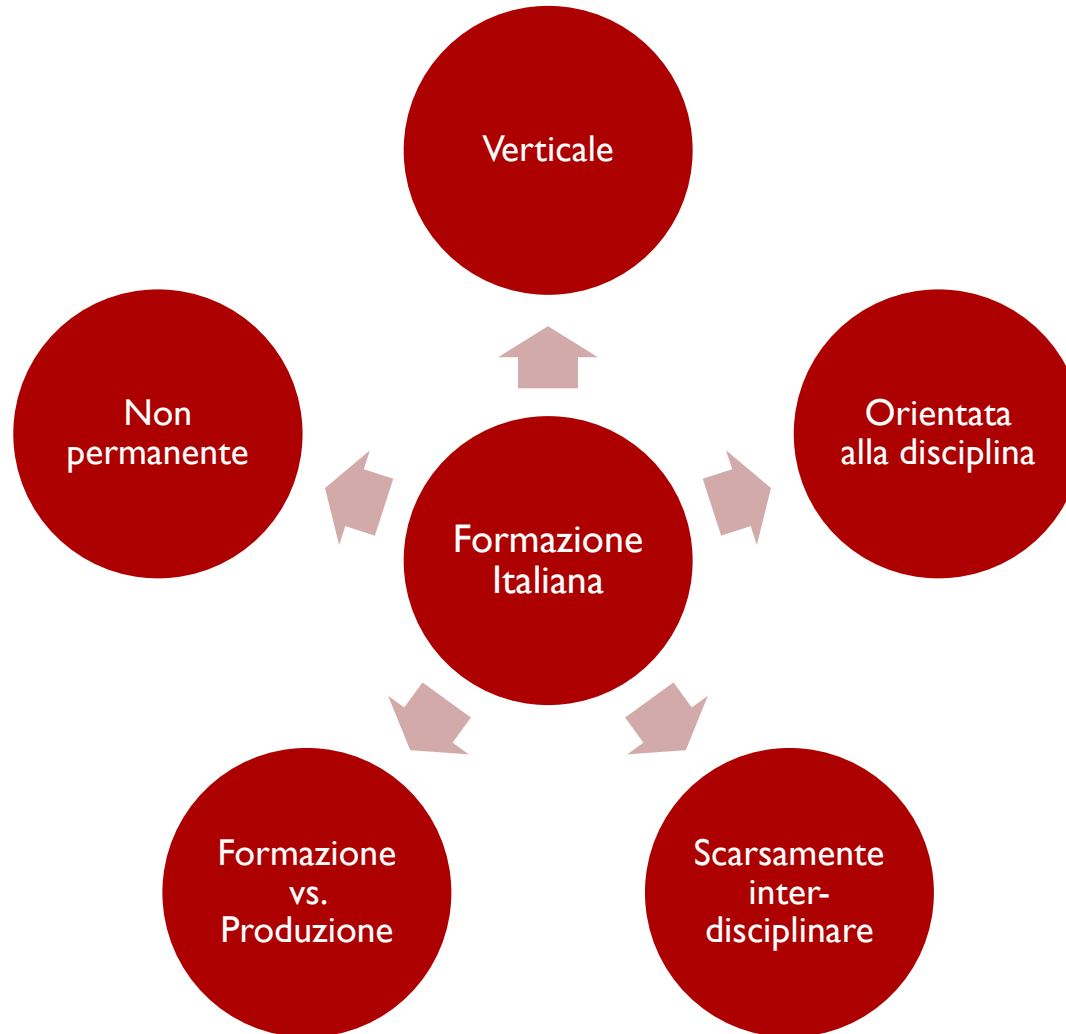 Verticale
Non
permanente
Orientata
alla disciplina
Formazione
Italiana
Formazione
vs.
Produzione
Scarsamente
inter-
disciplinare